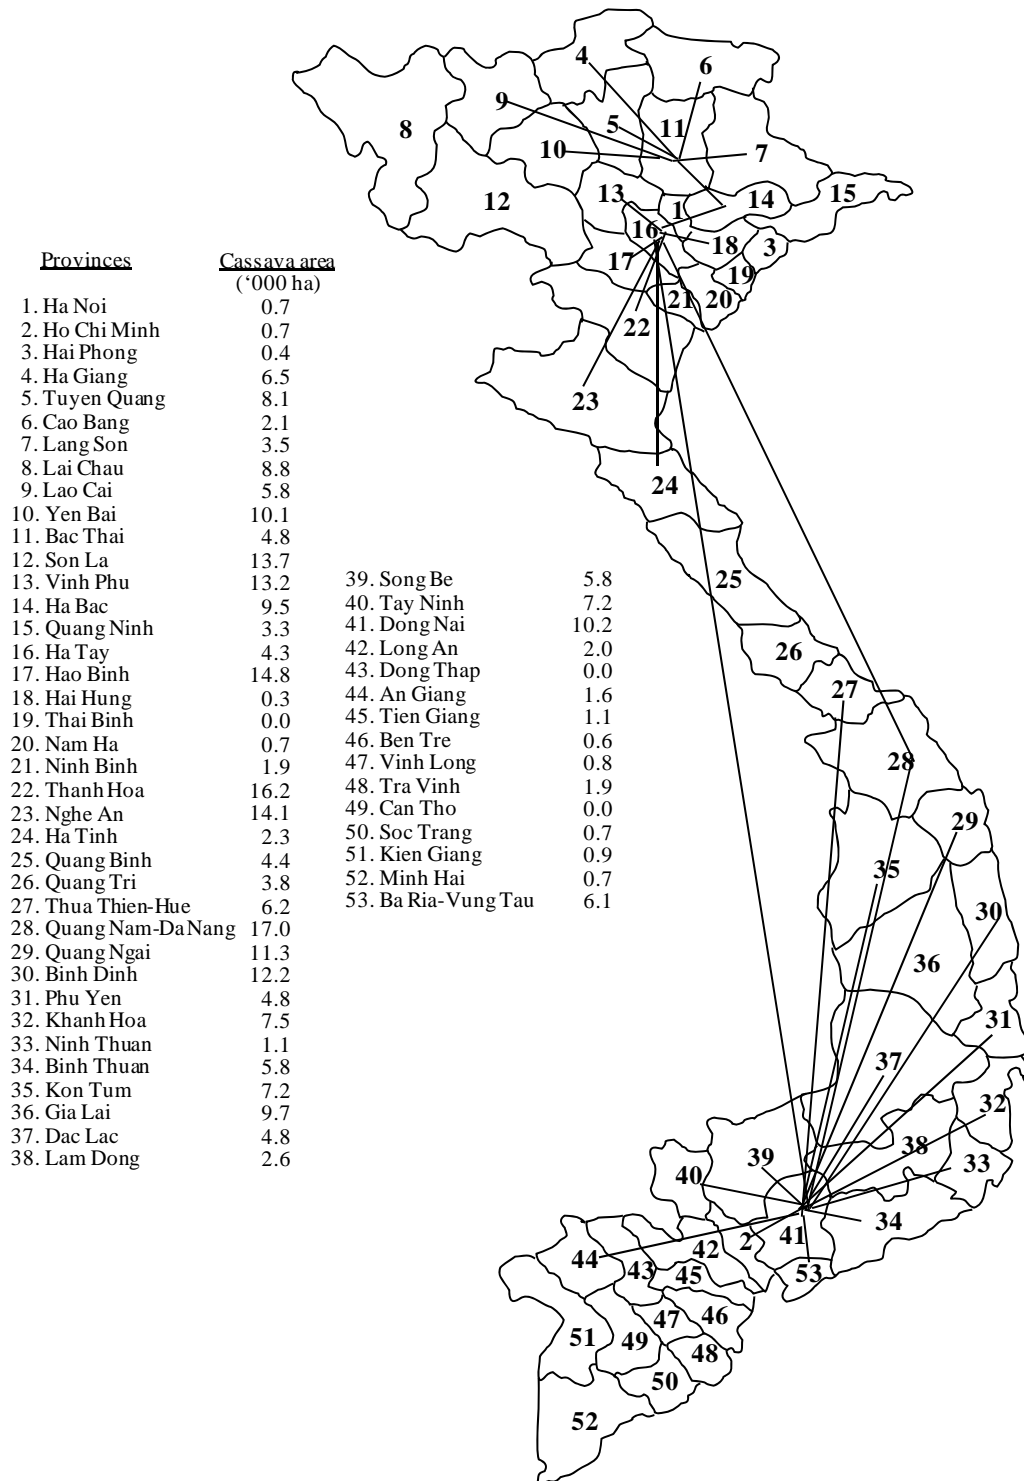 Provinces Cassava area
(‘000 ha)
1. Ha Noi 0.7
2. Ho Chi Minh 0.7
3. Hai Phong 0.4
4. Ha Giang 6.5
5. Tuyen Quang 8.1
6. Cao Bang 2.1
7. Lang Son 3.5
8. Lai Chau 8.8
9. Lao Cai 5.8
10. Yen Bai 10.1
11. Bac Thai 4.8
12. Son La 13.7
13. Vinh Phu 13.2
14. Ha Bac 9.5
15. Quang Ninh 3.3
16. Ha Tay 4.3
17. Hao Binh 14.8
18. Hai Hung 0.3
19. Thai Binh 0.0
20. Nam Ha 0.7
21. Ninh Binh 1.9
22. Thanh Hoa 16.2
23. Nghe An 14.1
24. Ha Tinh 2.3
25. Quang Binh 4.4
26. Quang Tri 3.8
27. Thua Thien-Hue 6.2
28. Quang Nam-Da Nang 17.0
29. Quang Ngai 11.3
30. Binh Dinh 12.2
31. Phu Yen 4.8
32. Khanh Hoa 7.5
33. Ninh Thuan 1.1
34. Binh Thuan 5.8
35. Kon Tum 7.2
36. Gia Lai 9.7
37. Dac Lac 4.8
38. Lam Dong 2.6
39. Song Be 5.8
40. Tay Ninh 7.2
41. Dong Nai 10.2
42. Long An 2.0
43. Dong Thap 0.0
44. An Giang 1.6
45. Tien Giang 1.1
46. Ben Tre 0.6
47. Vinh Long 0.8
48. Tra Vinh 1.9
49. Can Tho 0.0
50. Soc Trang 0.7
51. Kien Giang 0.9
52. Minh Hai 0.7
53. Ba Ria-Vung Tau 6.1
4
6
9
5
11
8
10
7
12
13
1
14
15
16
18
3
17
19
21
20
22
23
24
25
26
27
28
29
35
30
36
31
37
32
38
39
33
40
34
41
2
42
44
43
45
53
46
47
51
49
48
50
52